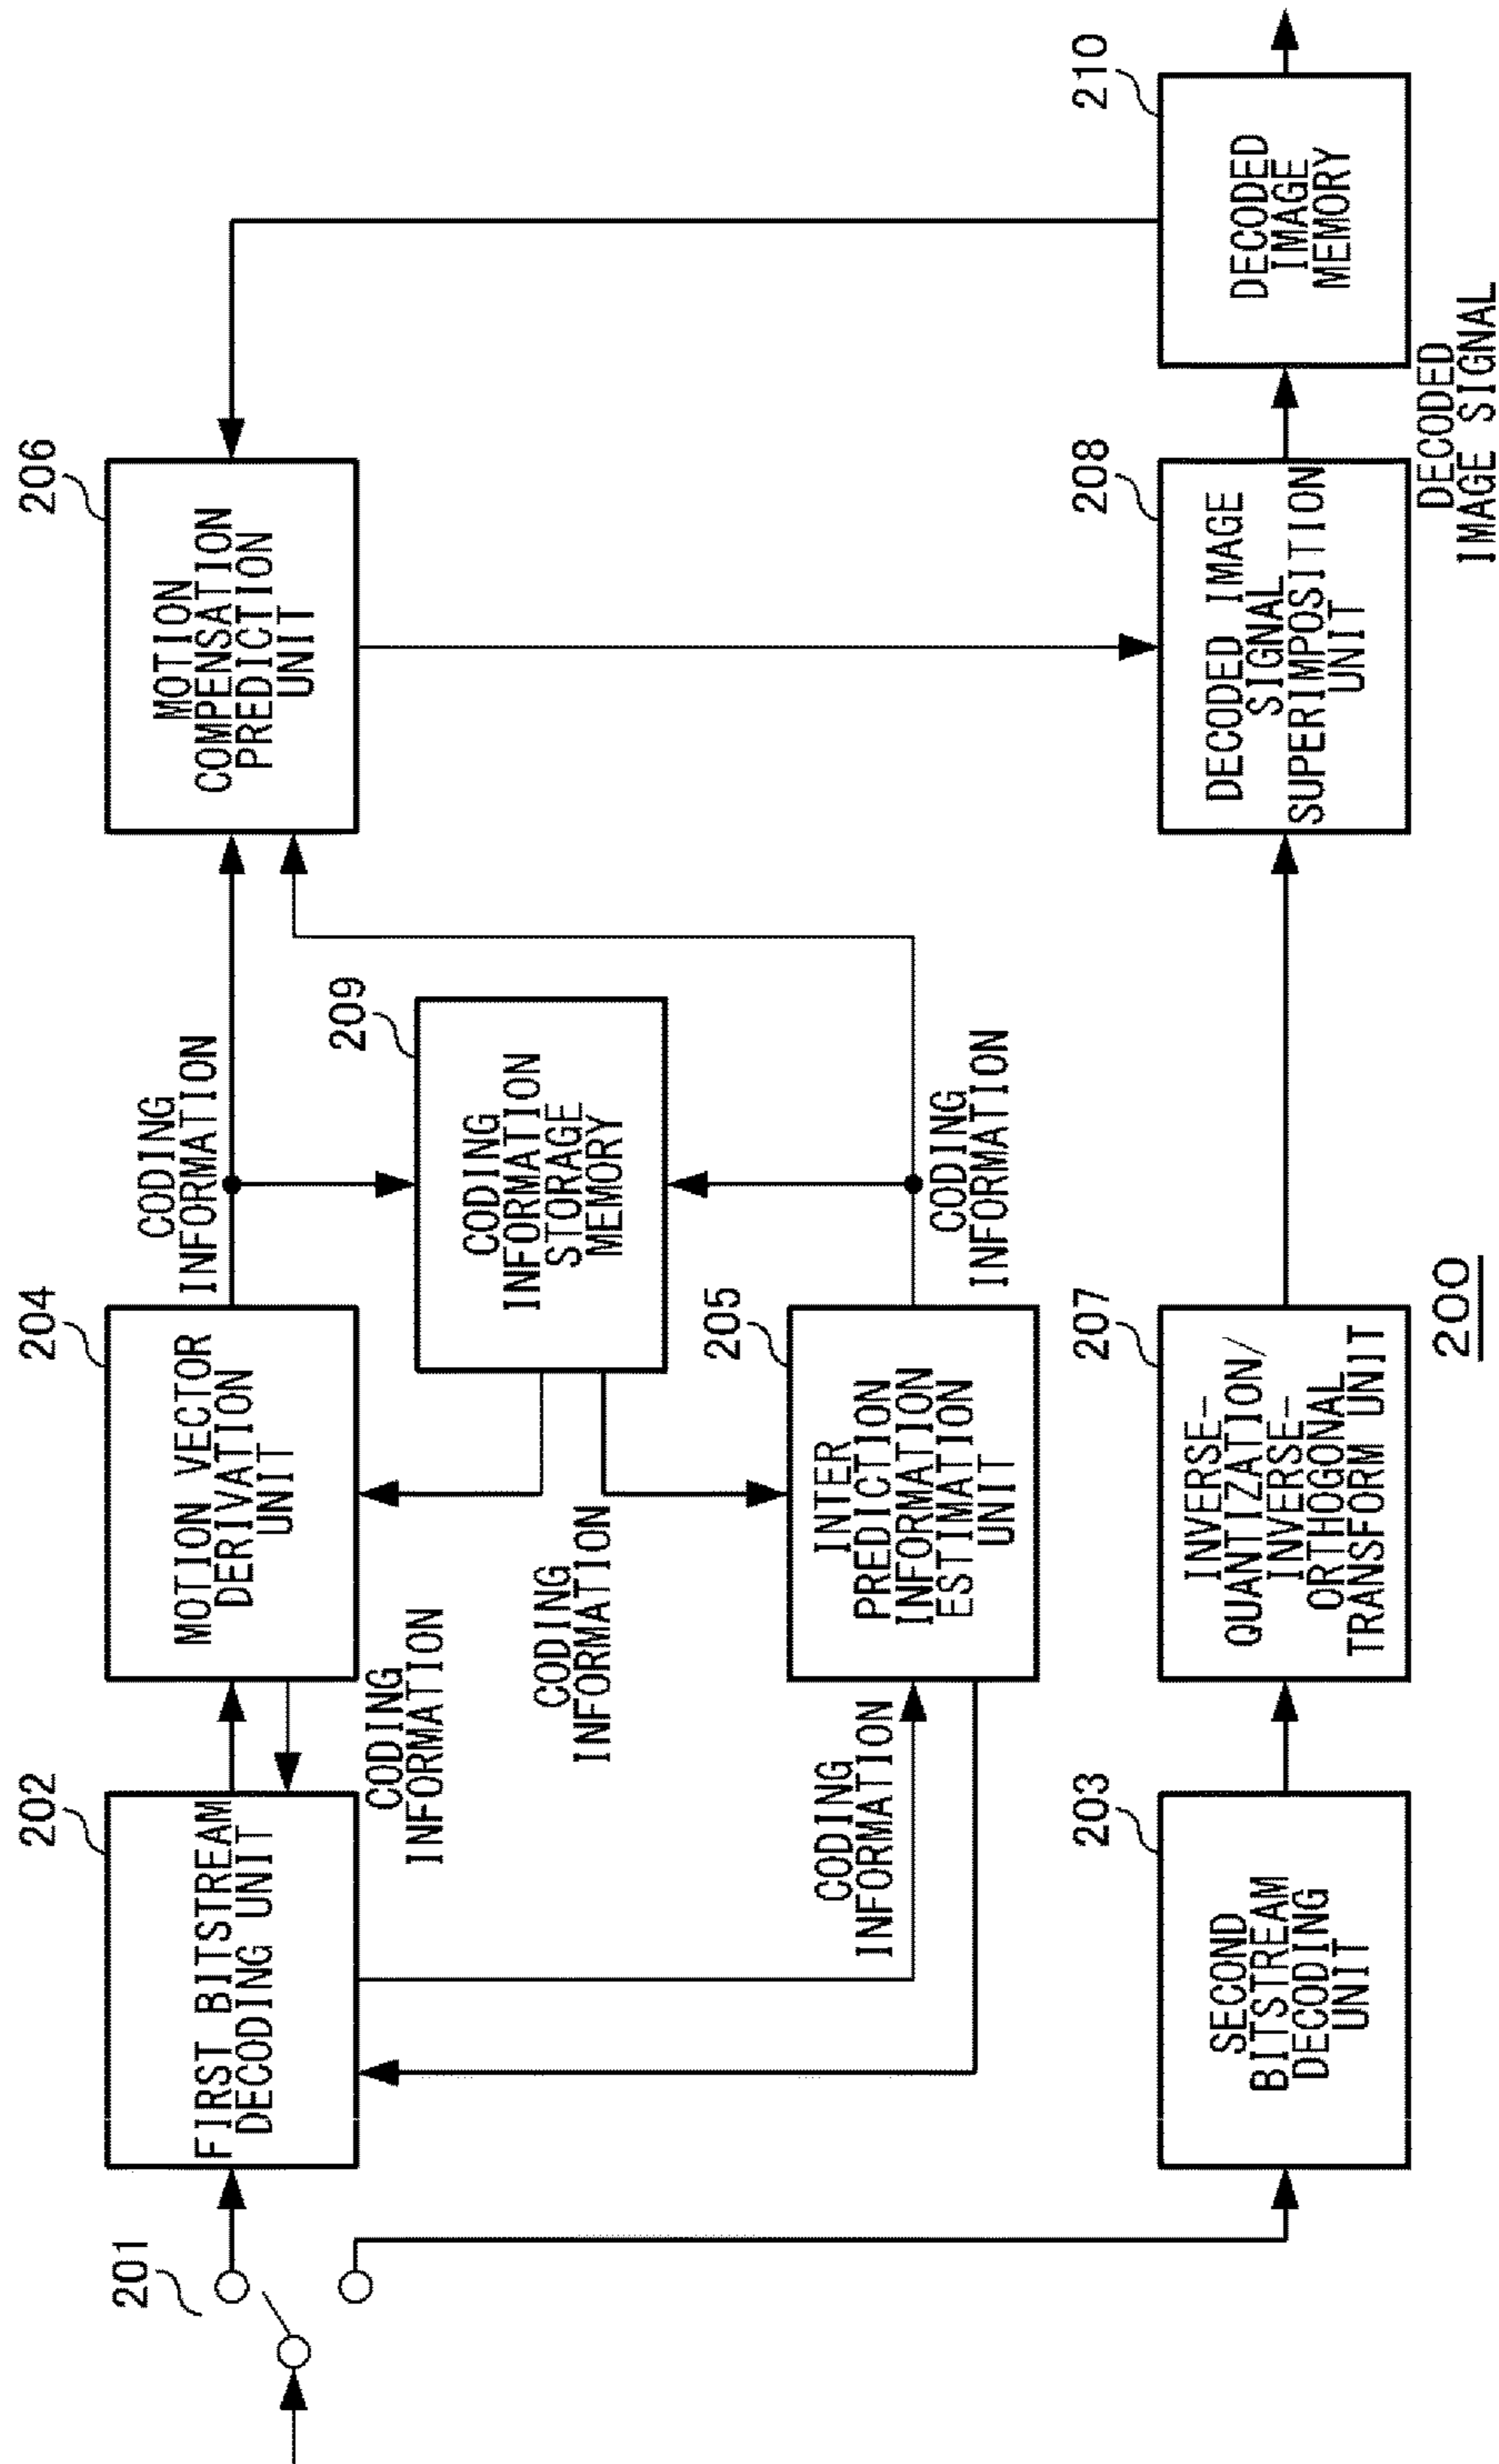 201
202
FIRST BITSTREAM
DECODING UNIT
204
MOTION VECTOR
DERIVATION
UNIT
CODING
INFORMATION
206
MOTION
COMPENSATION
PREDICTION
UNIT
CODING
INFORMATION
209
CODING
INFORMATION
STORAGE
MEMORY
CODING
INFORMATION
205
INTER
PREDICTION
INFORMATION
ESTIMATION
UNIT
CODING
INFORMATION
CODING
INFORMATION
203
SECOND
BITSTREAM
DECODING
UNIT
207
INVERSE-
QUANTIZATION/
INVERSE-
ORTHOGONAL
TRANSFORM UNIT
208
DECODED IMAGE
SIGNAL
SUPERIMPOSITION
UNIT
210
DECODED
IMAGE
MEMORY
DECODED
IMAGE SIGNAL
200